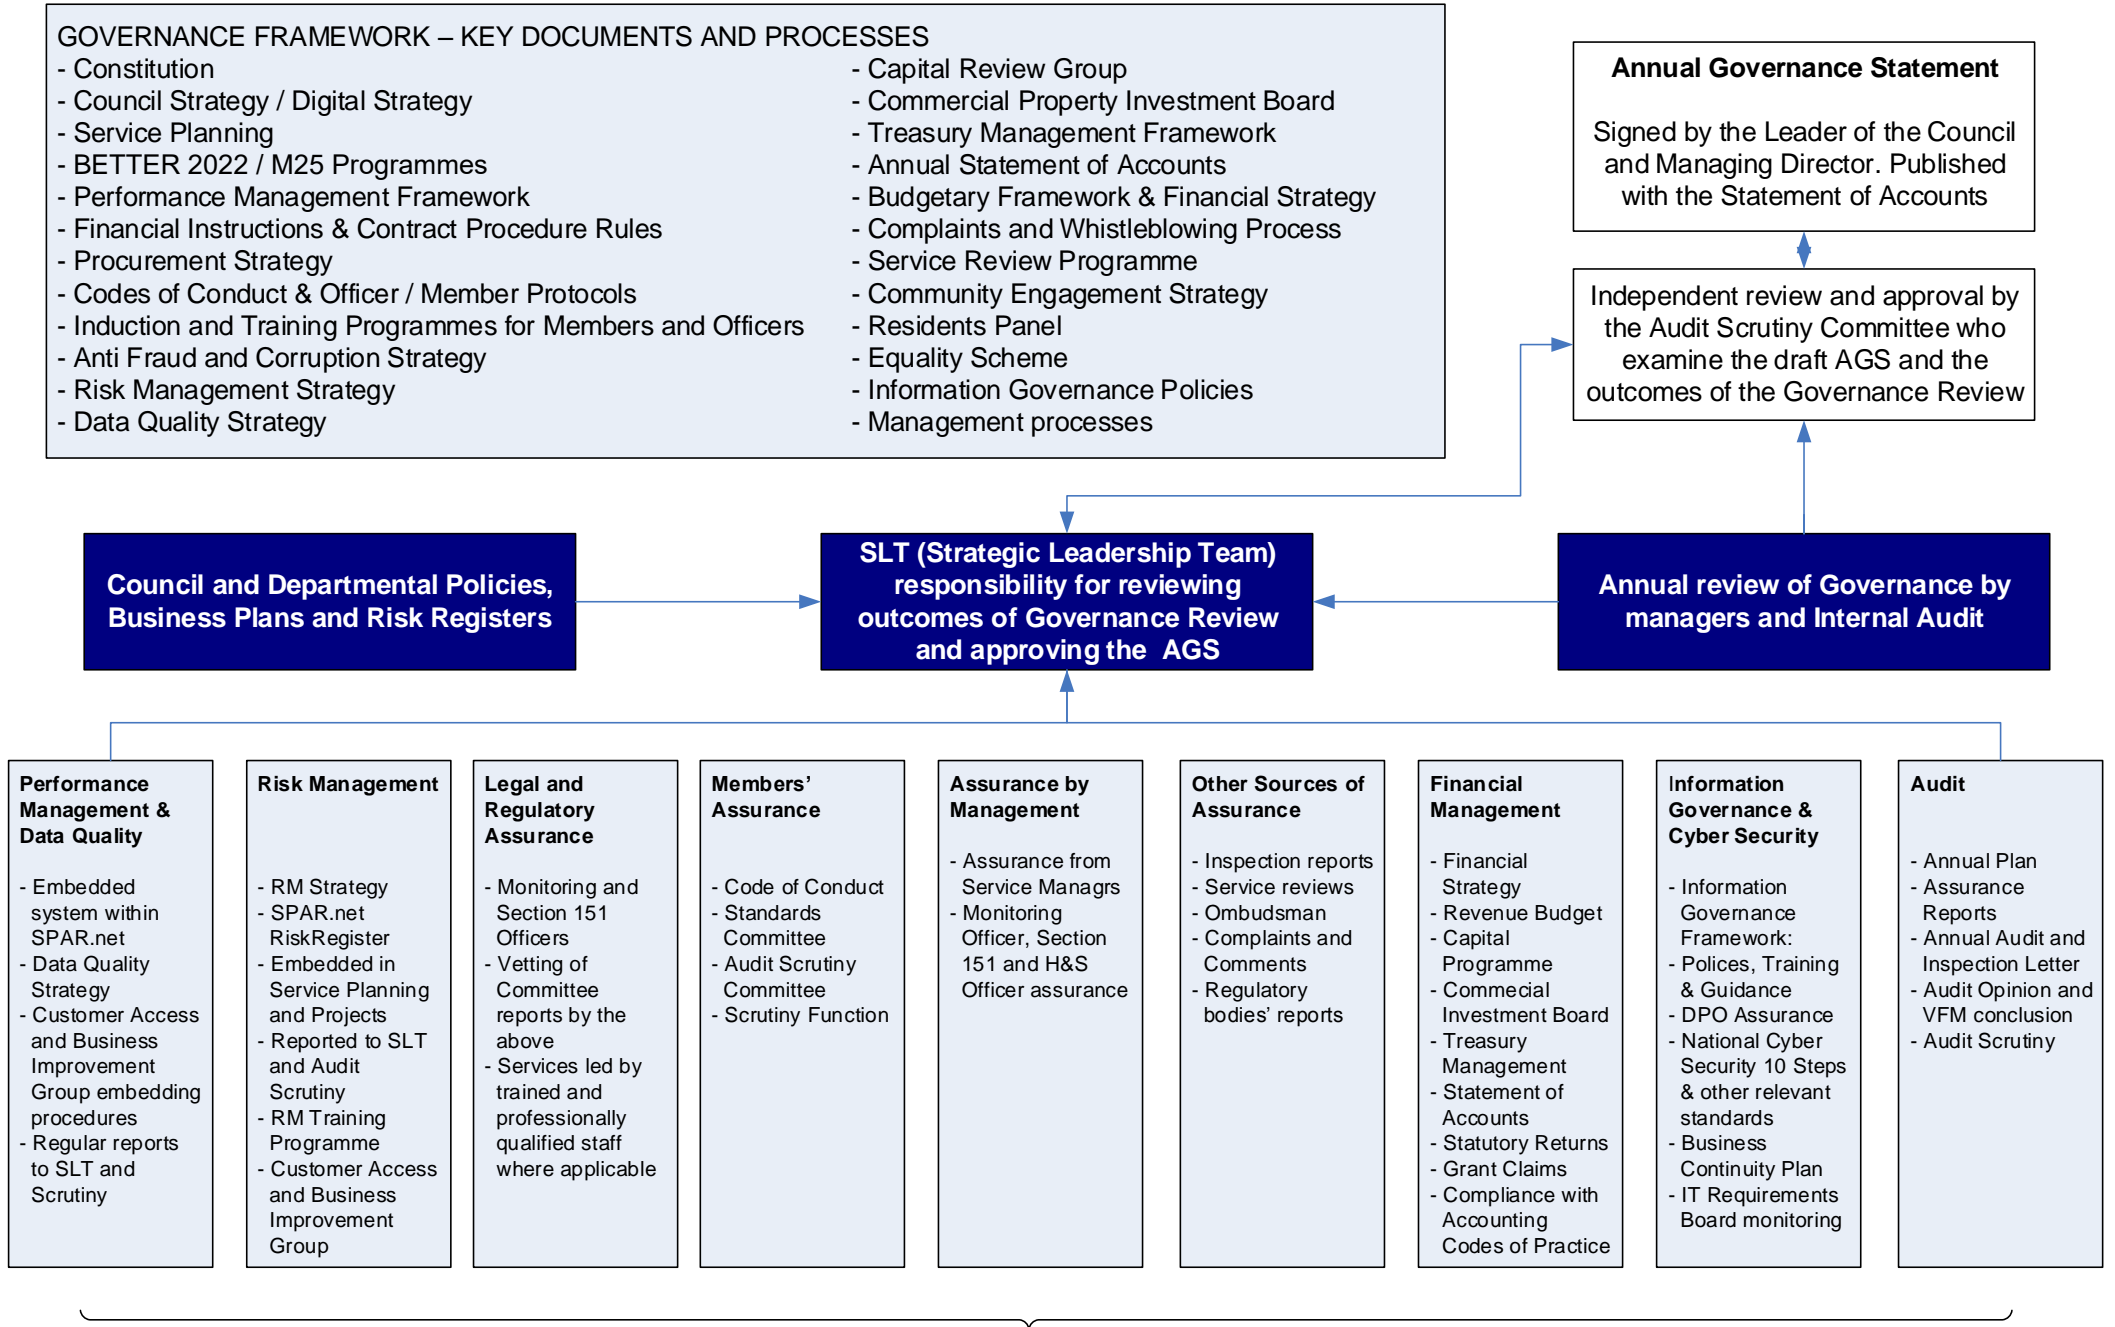 GOVERNANCE FRAMEWORK – KEY DOCUMENTS AND PROCESSES
- Constitution
- Council Strategy / Digital Strategy
- Service Planning
- BETTER 2022 / M25 Programmes
- Performance Management Framework
- Financial Instructions & Contract Procedure Rules
- Procurement Strategy
- Codes of Conduct & Officer / Member Protocols
- Induction and Training Programmes for Members and Officers
- Anti Fraud and Corruption Strategy
- Risk Management Strategy
- Data Quality Strategy
- Capital Review Group
- Commercial Property Investment Board
- Treasury Management Framework
- Annual Statement of Accounts
- Budgetary Framework & Financial Strategy
- Complaints and Whistleblowing Process
- Service Review Programme
- Community Engagement Strategy
- Residents Panel
- Equality Scheme
- Information Governance Policies
- Management processes
Annual Governance Statement
Signed by the Leader of the Council
and Managing Director. Published
with the Statement of Accounts
Independent review and approval by
the Audit Scrutiny Committee who
examine the draft AGS and the
outcomes of the Governance Review
Council and Departmental Policies,
Business Plans and Risk Registers
SLT (Strategic Leadership Team)
responsibility for reviewing
outcomes of Governance Review
and approving the AGS
Annual review of Governance by
managers and Internal Audit
Performance
Management &
Data Quality
- Embedded
system within
SPAR.net
- Data Quality
Strategy
- Customer Access
and Business
Improvement
Group embedding
procedures
- Regular reports
to SLT and
Scrutiny
Risk Management
- RM Strategy
- SPAR.net
RiskRegister
- Embedded in
Service Planning
and Projects
- Reported to SLT
and Audit
Scrutiny
- RM Training
Programme
- Customer Access
and Business
Improvement
Group
Legal and
Regulatory
Assurance
- Monitoring and
Section 151
Officers
- Vetting of
Committee
reports by the
above
- Services led by
trained and
professionally
qualified staff
where applicable
Members’
Assurance
- Code of Conduct
- Standards
Committee
- Audit Scrutiny
Committee
- Scrutiny Function
Assurance by
Management
- Assurance from
Service Managrs
- Monitoring
Officer, Section
151 and H&S
Officer assurance
Other Sources of
Assurance
- Inspection reports
- Service reviews
- Ombudsman
- Complaints and
Comments
- Regulatory
bodies’ reports
Financial
Management
- Financial
Strategy
- Revenue Budget
- Capital
Programme
- Commecial
Investment Board
- Treasury
Management
- Statement of
Accounts
- Statutory Returns
- Grant Claims
- Compliance with
Accounting
Codes of Practice
Information
Governance &
Cyber Security
- Information
Governance
Framework:
- Polices, Training
& Guidance
- DPO Assurance
- National Cyber
Security 10 Steps
& other relevant
standards
- Business
Continuity Plan
- IT Requirements
Board monitoring
Audit
- Annual Plan
- Assurance
Reports
- Annual Audit and
Inspection Letter
- Audit Opinion and
VFM conclusion
- Audit Scrutiny